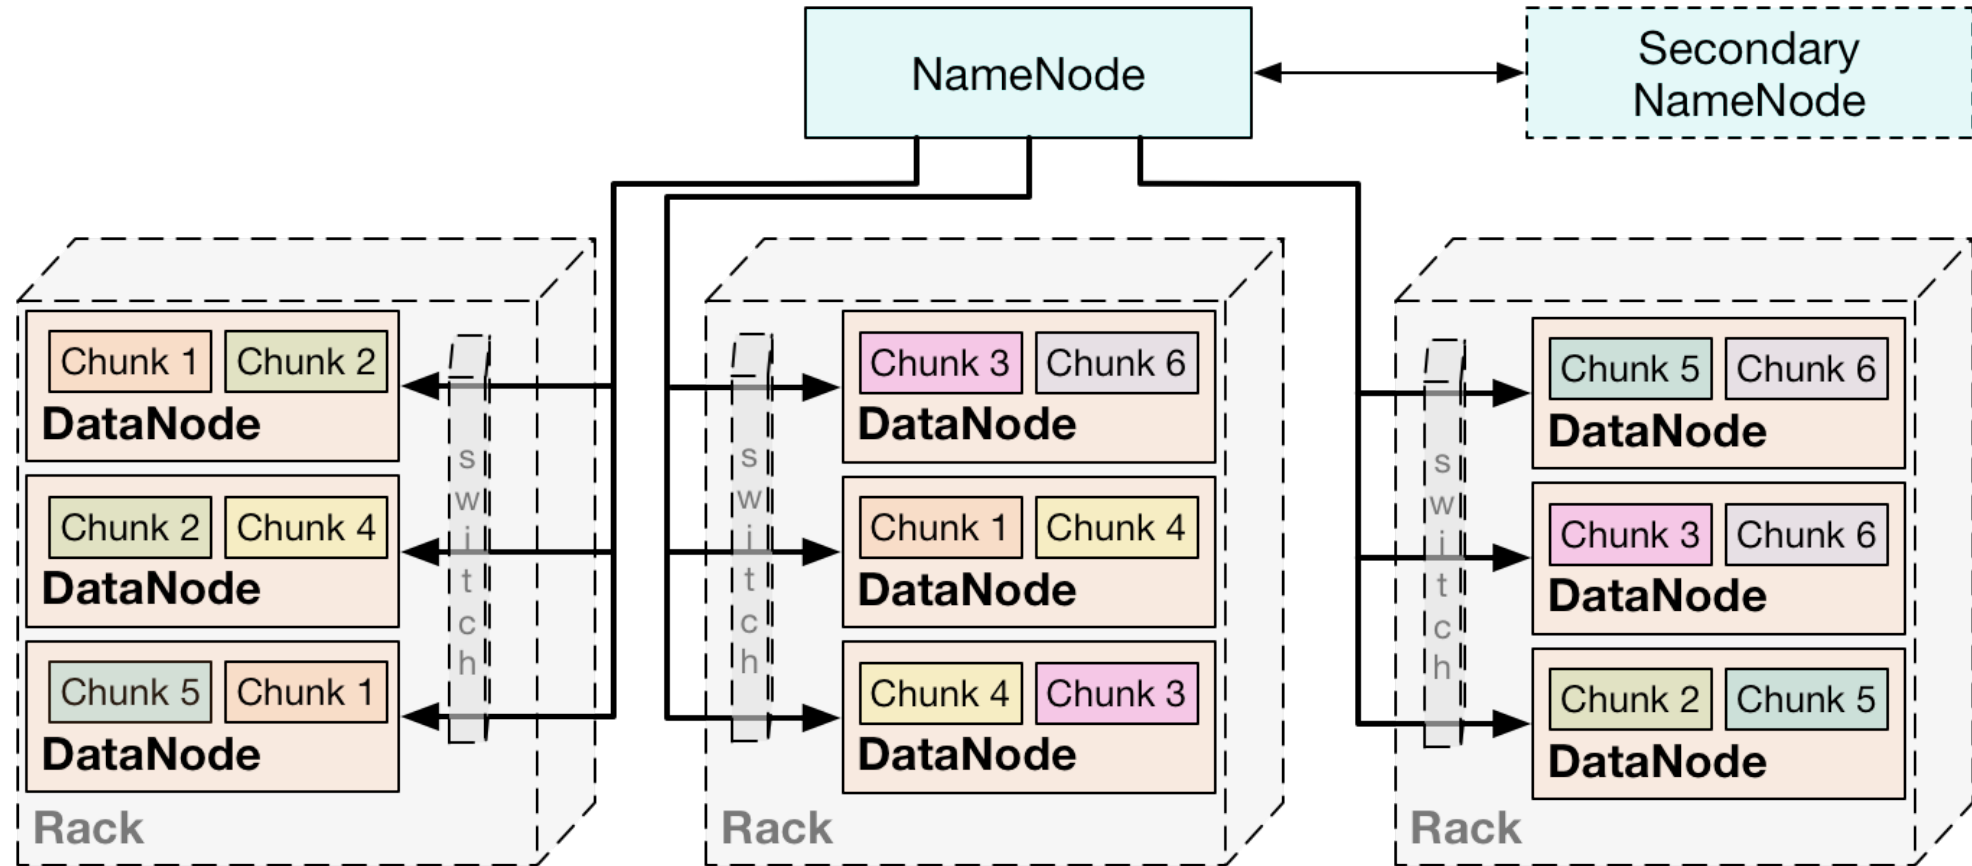 NameNode
Secondary
NameNode
Chunk 1 Chunk 2
DataNode
Chunk 2 Chunk 4
DataNode
Chunk 5 Chunk 1
DataNode
switch
Rack
switch
Chunk 3 Chunk 6
DataNode
Chunk 1 Chunk 4
DataNode
Chunk 4 Chunk 3
DataNode
Rack
switch
Chunk 5 Chunk 6
DataNode
Chunk 3 Chunk 6
DataNode
Chunk 2 Chunk 5
DataNode
Rack